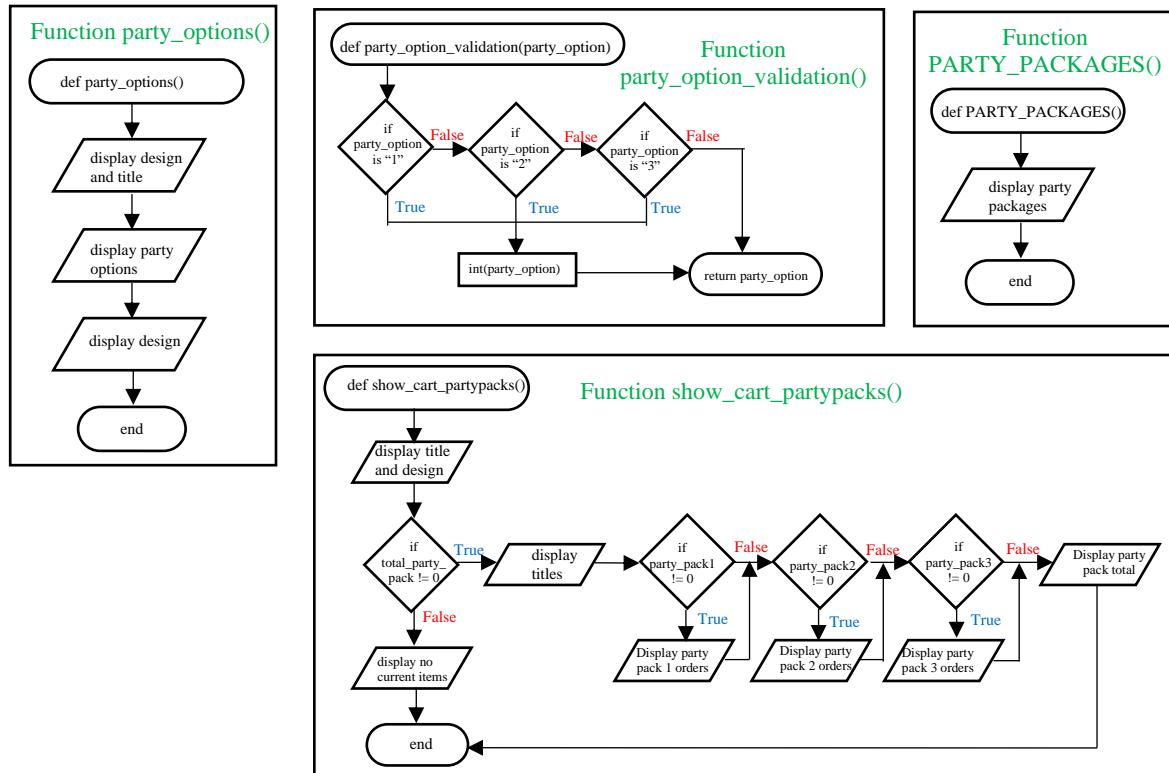 Function party_options()
def party_options()
display design
and title
display party
options
display design
end
def party_option_validation(party_option)
Function
party_option_validation()
if
party_option
is “1”
False
if
party_option
is “2”
False
if
party_option
is “3”
False
True
True
True
int(party_option)
return party_option
Function
PARTY_PACKAGES()
def PARTY_PACKAGES()
display party
packages
end
def show_cart_partypacks()
Function show_cart_partypacks()
display title
and design
if
total_party_
pack != 0
True
display
titles
if
party_pack1
!= 0
False
if
party_pack2
!= 0
False
if
party_pack3
!= 0
False
Display party
pack total
False
True
True
True
display no
current items
Display party
pack 1 orders
Display party
pack 2 orders
Display party
pack 3 orders
end